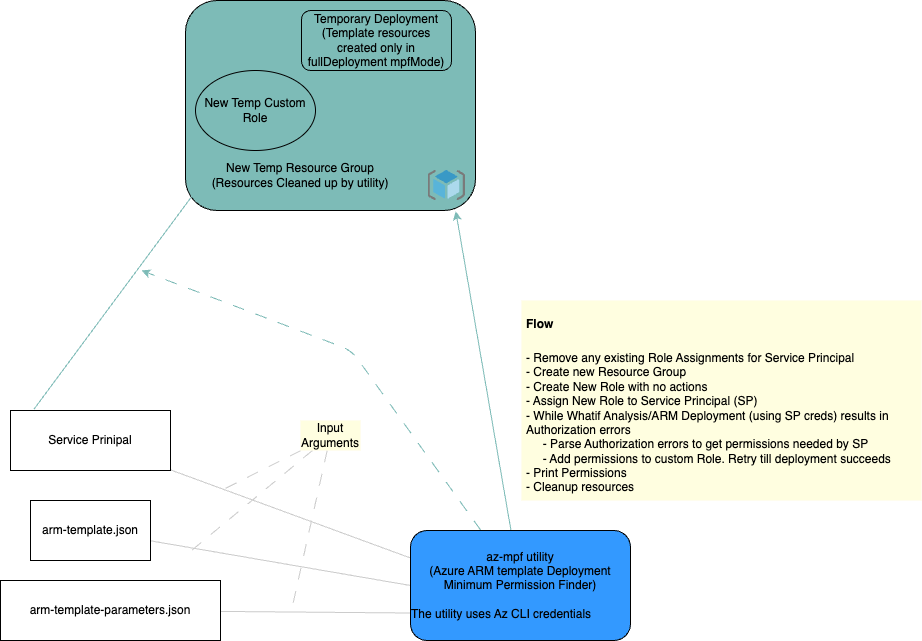 Temporary Deployment
(Template resources
created only in
fullDeployment mpfMode)
New Temp Custom
Role
New Temp Resource Group
(Resources Cleaned up by utility)
Flow
- Remove any existing Role Assignments for Service Principal
- Create new Resource Group
- Create New Role with no actions
- Assign New Role to Service Principal (SP)
- While Whatif Analysis/ARM Deployment (using SP creds) results in
Authorization errors
- Parse Authorization errors to get permissions needed by SP
- Add permissions to custom Role. Retry till deployment succeeds
- Print Permissions
- Cleanup resources
Service Prinipal
Input
Arguments
arm-template.json
arm-template-parameters.json
az-mpf utility
(Azure ARM template Deployment
Minimum Permission Finder)
The utility uses Az CLI credentials